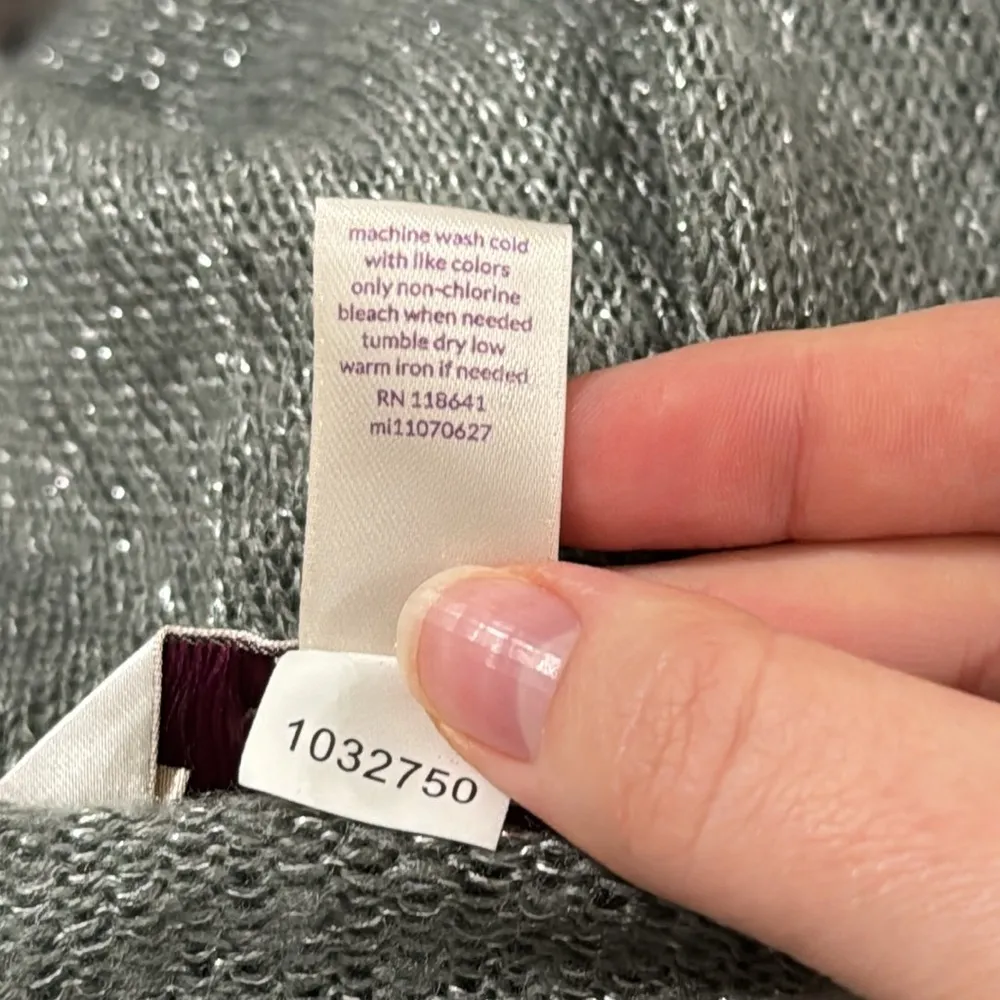 machine wash cold
with like colors
only non-chlorine
bleach when needed
tumble dry low
warm iron if needed
RN 118641
mi11070627
1032750